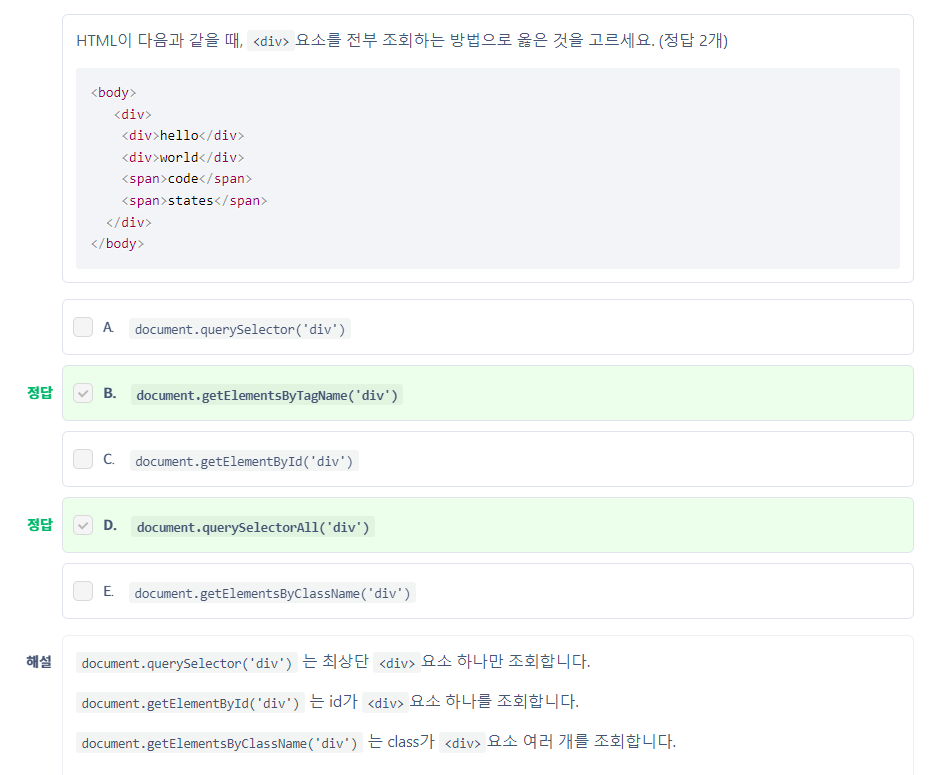 HTML이 다음과 같을 때, <div> 요소를 전부 조회하는 방법으로 옳은 것을 고르세요. (정답 2개)
<body>
   <div>
    <div>hello</div>
    <div>world</div>
    <span>code</span>
    <span>states</span>
  </div>
</body>
A. document.querySelector('div')
정답 B. document.getElementsByTagName('div')
C. document.getElementById('div')
정답 D. document.querySelectorAll('div')
E. document.getElementsByClassName('div')
해설 document.querySelector('div') 는 최상단 <div> 요소 하나만 조회합니다.
document.getElementById('div') 는 id가 <div> 요소 하나를 조회합니다.
document.getElementsByClassName('div') 는 class가 <div> 요소 여러 개를 조회합니다.